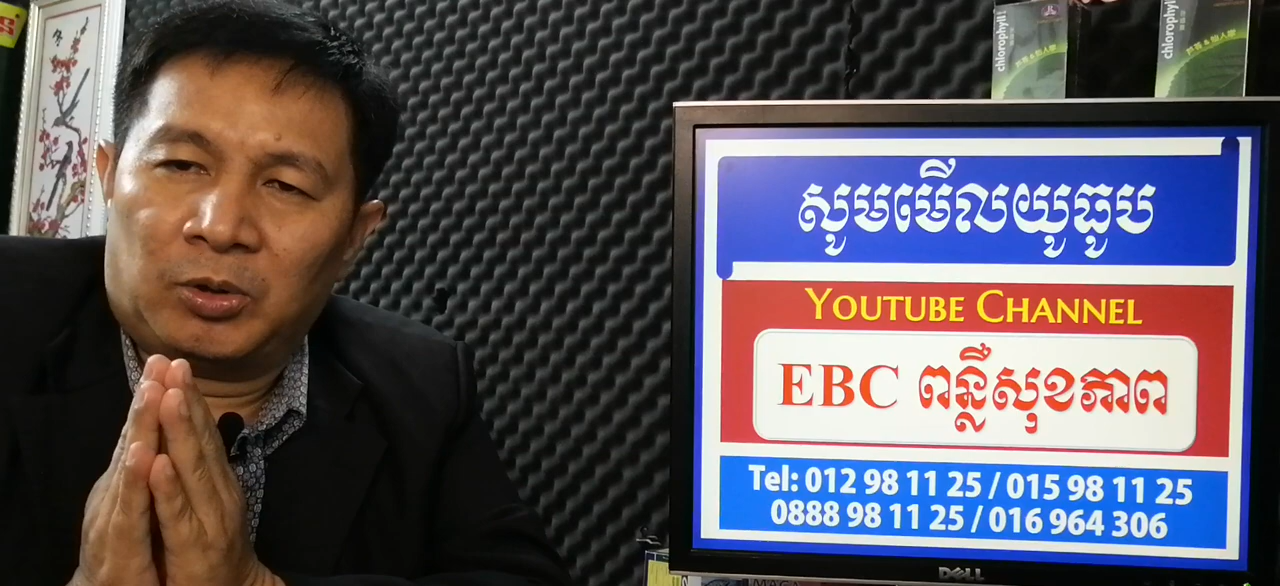 chlorophyll
chlorophyll
សូមមើលយូធូប
YOUTUBE CHANNEL
EBC ពន្លឺសុខភាព
Tel: 012 98 11 25 / 015 98 11 25
0888 98 11 25 / 016 964 306
DELL
MACA